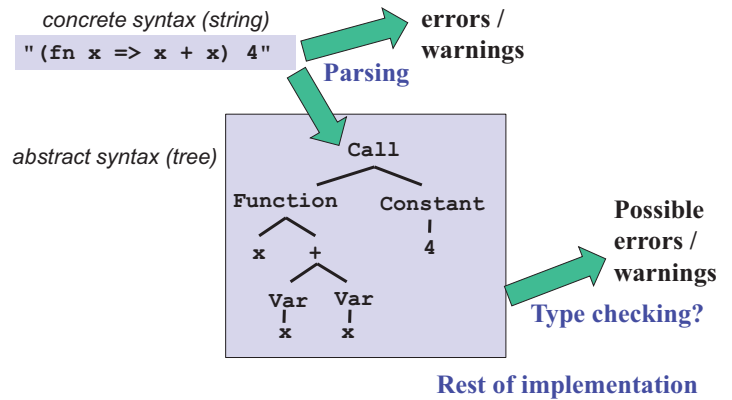 concrete syntax (string)
"(fn x => x + x) 4"
errors /
warnings
Parsing
abstract syntax (tree)
Call
Function Constant
x + 4
Var Var
x x
Possible
errors /
warnings
Type checking?
Rest of implementation